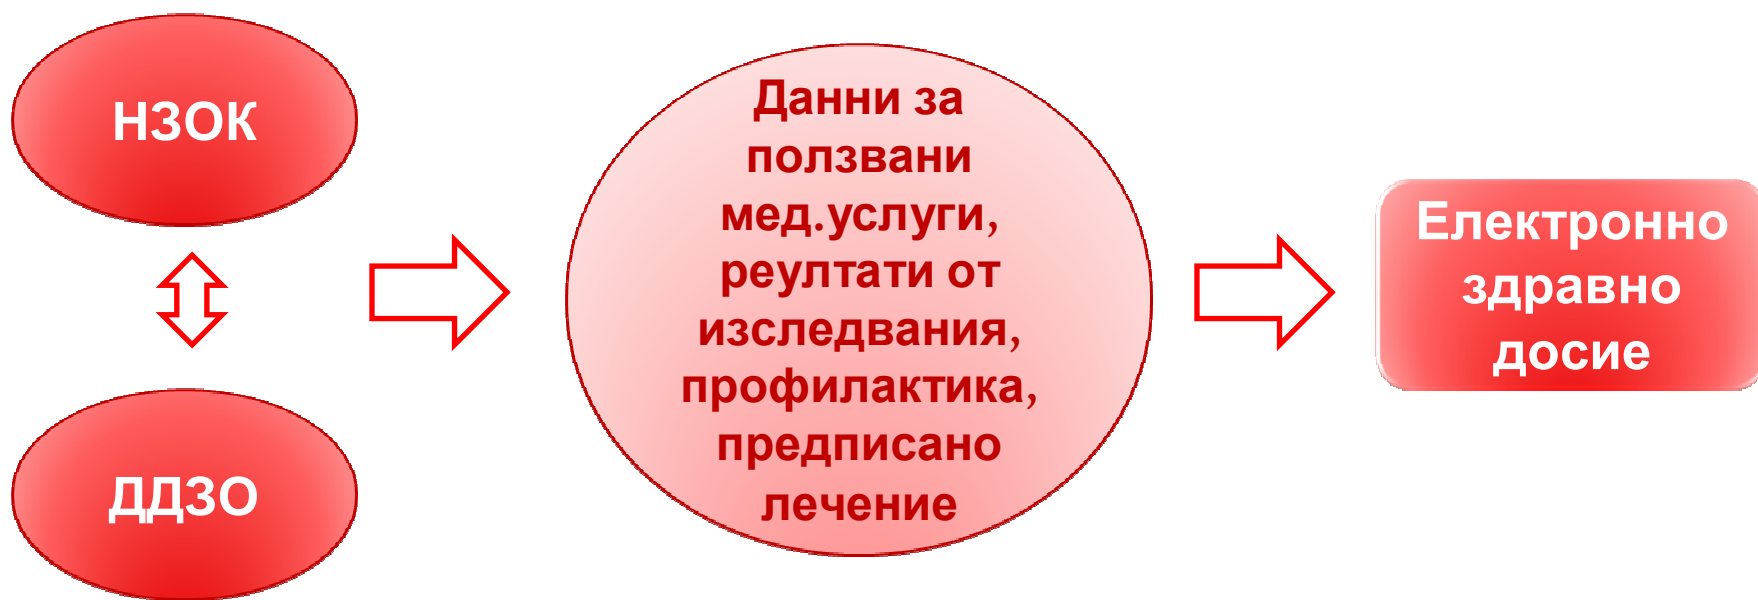 НЗОК
ДДЗО
Данни за
ползвани
мед.услуги,
реултати от
изследвания,
профилактика,
предписано
лечение
Електронно
здравно
досие